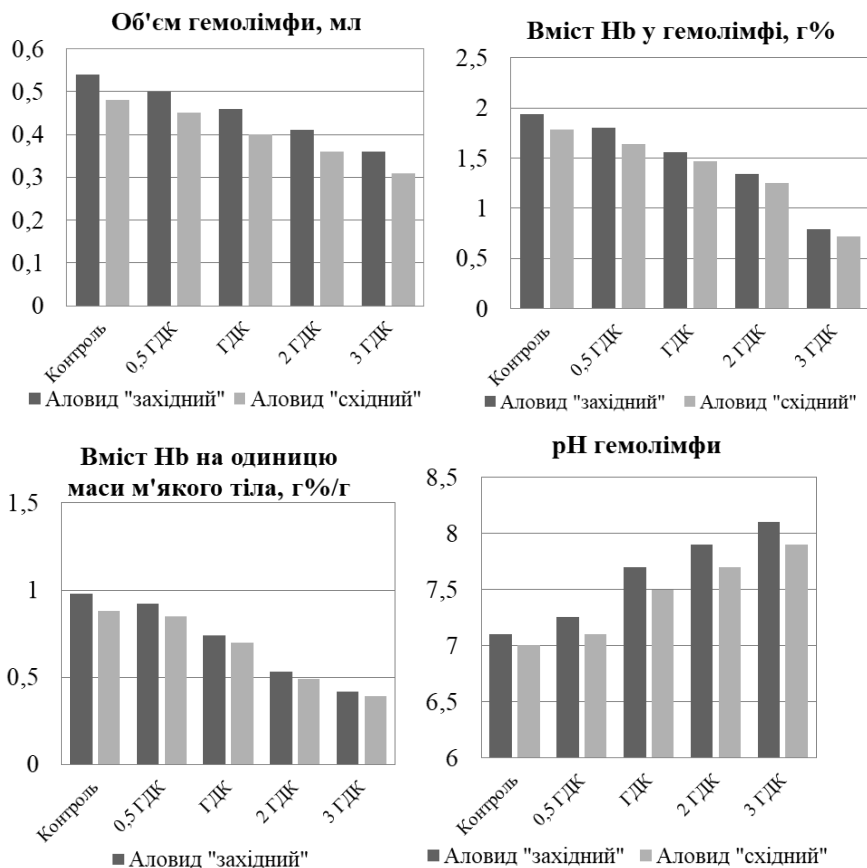 Об'єм гемолімфи, мл
0,6
0,5
0,4
0,3
0,2
0,1
0
Контроль
0,5 ГДК
ГДК
2 ГДК
3 ГДК
Аловид "західний" Аловид "східний"
Вміст Hb у гемолімфі, г%
2,5
2
1,5
1
0,5
0
Контроль
0,5 ГДК
ГДК
2 ГДК
3 ГДК
Аловид "західний" Аловид "східний"
Вміст Hb на одиницю
маси м'якого тіла, г%/г
1,5
1
0,5
0
Контроль
0,5 ГДК
ГДК
2 ГДК
3 ГДК
Аловид "західний"
pH гемолімфи
8,5
8
7,5
7
6,5
6
Контроль
0,5 ГДК
ГДК
2 ГДК
3 ГДК
Аловид "західний" Аловид "східний"